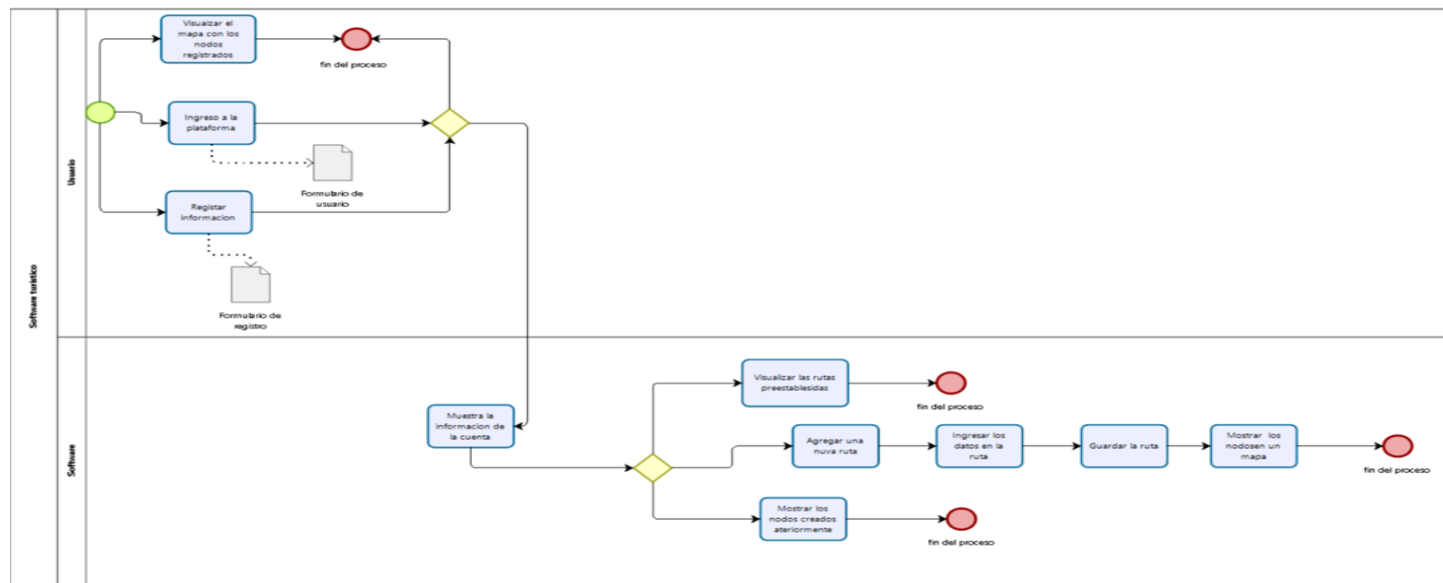 Software turistico
Usuario
Visualizar el
mapa con los
nodos
registrados
fin del proceso
Ingreso a la
plataforma
Formulario de
usuario
Registar
informacion
Formulario de
registro
Software
Muestra la
informacion de
la cuenta
Visualizar las rutas
preestablesidas
fin del proceso
Agregar una
nuva ruta
Ingresar los
datos en la
ruta
Guardar la ruta
Mostrar los
nodosen un
mapa
fin del proceso
Mostrar los
nodos creados
ateriormente
fin del proceso